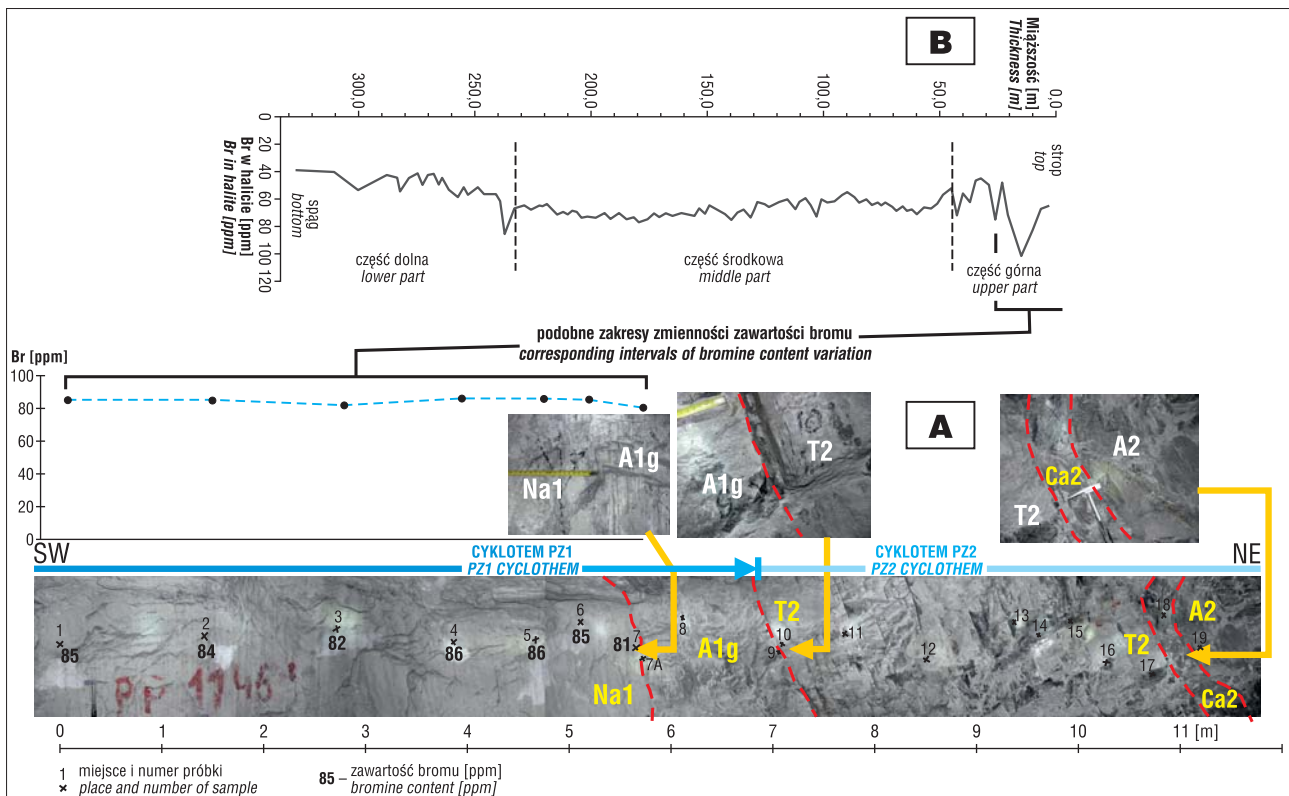 B
Miąższość [m]
Thickness [m]
300,0
200,0
150,0
100,0
50,0
0,0
0
20
40
60
80
100
120
Br w halicie [ppm]
Br in halite [ppm]
spąg
bottom
strop
top
część dolna
lower part
część środkowa
middle part
część górna
upper part
podobne zakresy zmienności zawartości bromu
corresponding intervals of bromine content variation
Br [ppm]
100
80
60
40
20
0
A
Na1
A1g
A1g
T2
T2
Ca2
A2
SW
NE
CYKLOTEM PZ1
PZ1 CYCLOTHEM
CYKLOTEM PZ2
PZ2 CYCLOTHEM
1
85
2
84
3
82
4
86
5
86
6
85
7
81
7A
8
9
10
11
12
13
14
15
16
17
18
19
Na1
A1g
T2
T2
Ca2
A2
pp 1146'
0 1 2 3 4 5 6 7 8 9 10 11 [m]
1 miejsce i numer próbki
place and number of sample
85 – zawartość bromu [ppm]
bromine content [ppm]